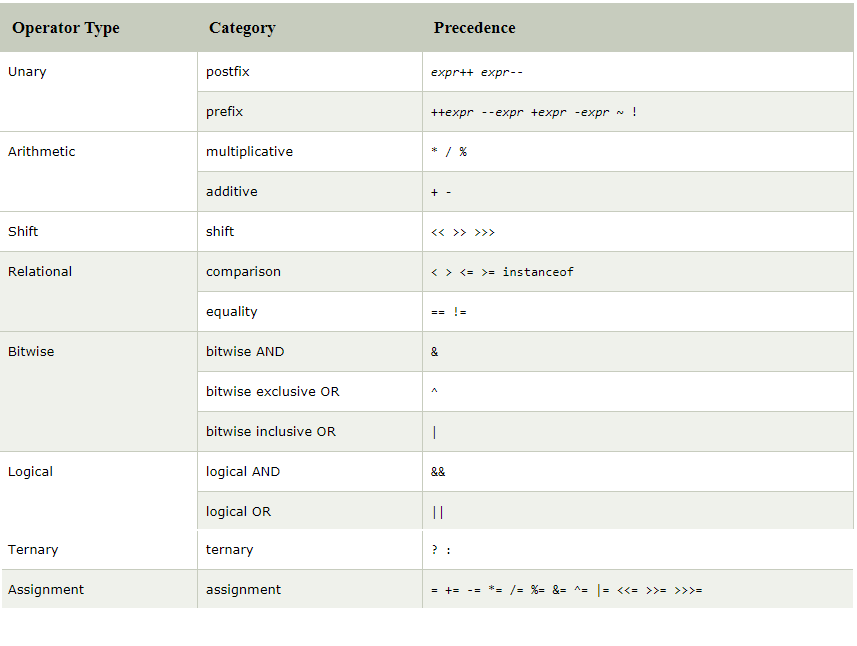 Operator Type Category Precedence
Unary postfix expr++ expr--
prefix ++expr --expr +expr -expr ~ !
Arithmetic multiplicative * / %
additive + -
Shift shift << >> >>>
Relational comparison < > <= >= instanceof
equality == !=
Bitwise bitwise AND &
bitwise exclusive OR ^
bitwise inclusive OR |
Logical logical AND &&
logical OR ||
Ternary ternary ? :
Assignment assignment = += -= *= /= %= &= ^= |= <<= >>= >>>=